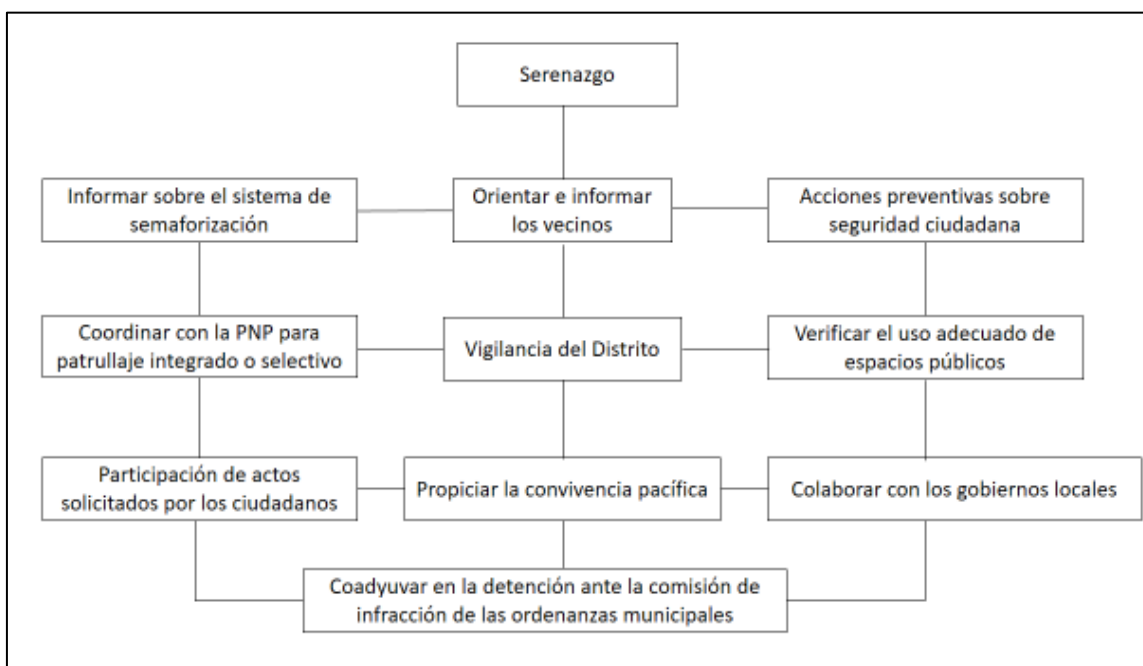 Serenazgo
Informar sobre el sistema de
semaforización
Orientar e informar
los vecinos
Acciones preventivas sobre
seguridad ciudadana
Coordinar con la PNP para
patrullaje integrado o selectivo
Vigilancia del Distrito
Verificar el uso adecuado de
espacios públicos
Participación de actos
solicitados por los ciudadanos
Propiciar la convivencia pacífica
Colaborar con los gobiernos locales
Coadyuvar en la detención ante la comisión de
infracción de las ordenanzas municipales